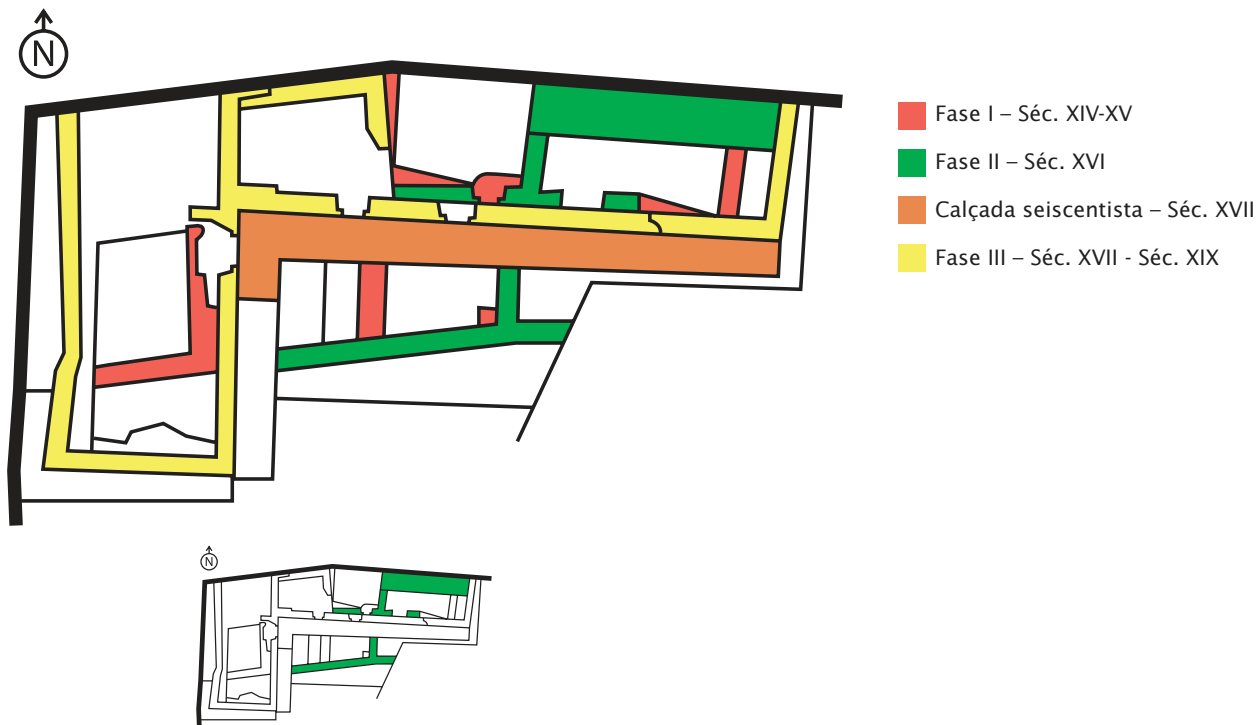 N
Fase I – Séc. XIV-XV
Fase II – Séc. XVI
Calçada seiscentista – Séc. XVII
Fase III – Séc. XVII - Séc. XIX
N